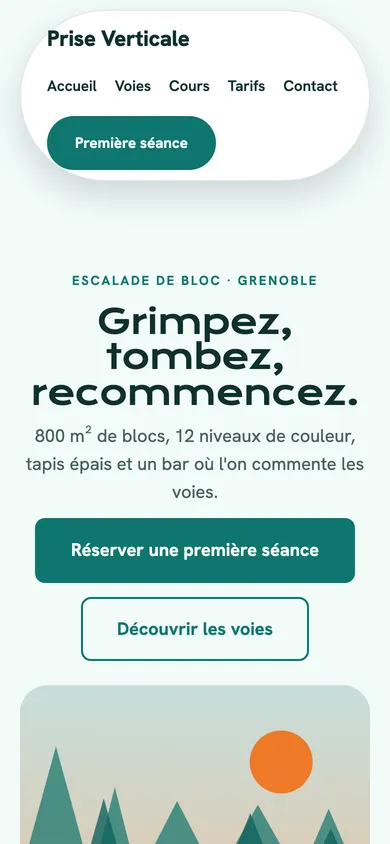 Prise Verticale
Accueil Voies Cours Tarifs Contact
Première séance
ESCALADE DE BLOC · GRENOBLE
Grimpez,
tombez,
recommencez.
800 m² de blocs, 12 niveaux de couleur,
tapis épais et un bar où l'on commente les
voies.
Réserver une première séance
Découvrir les voies